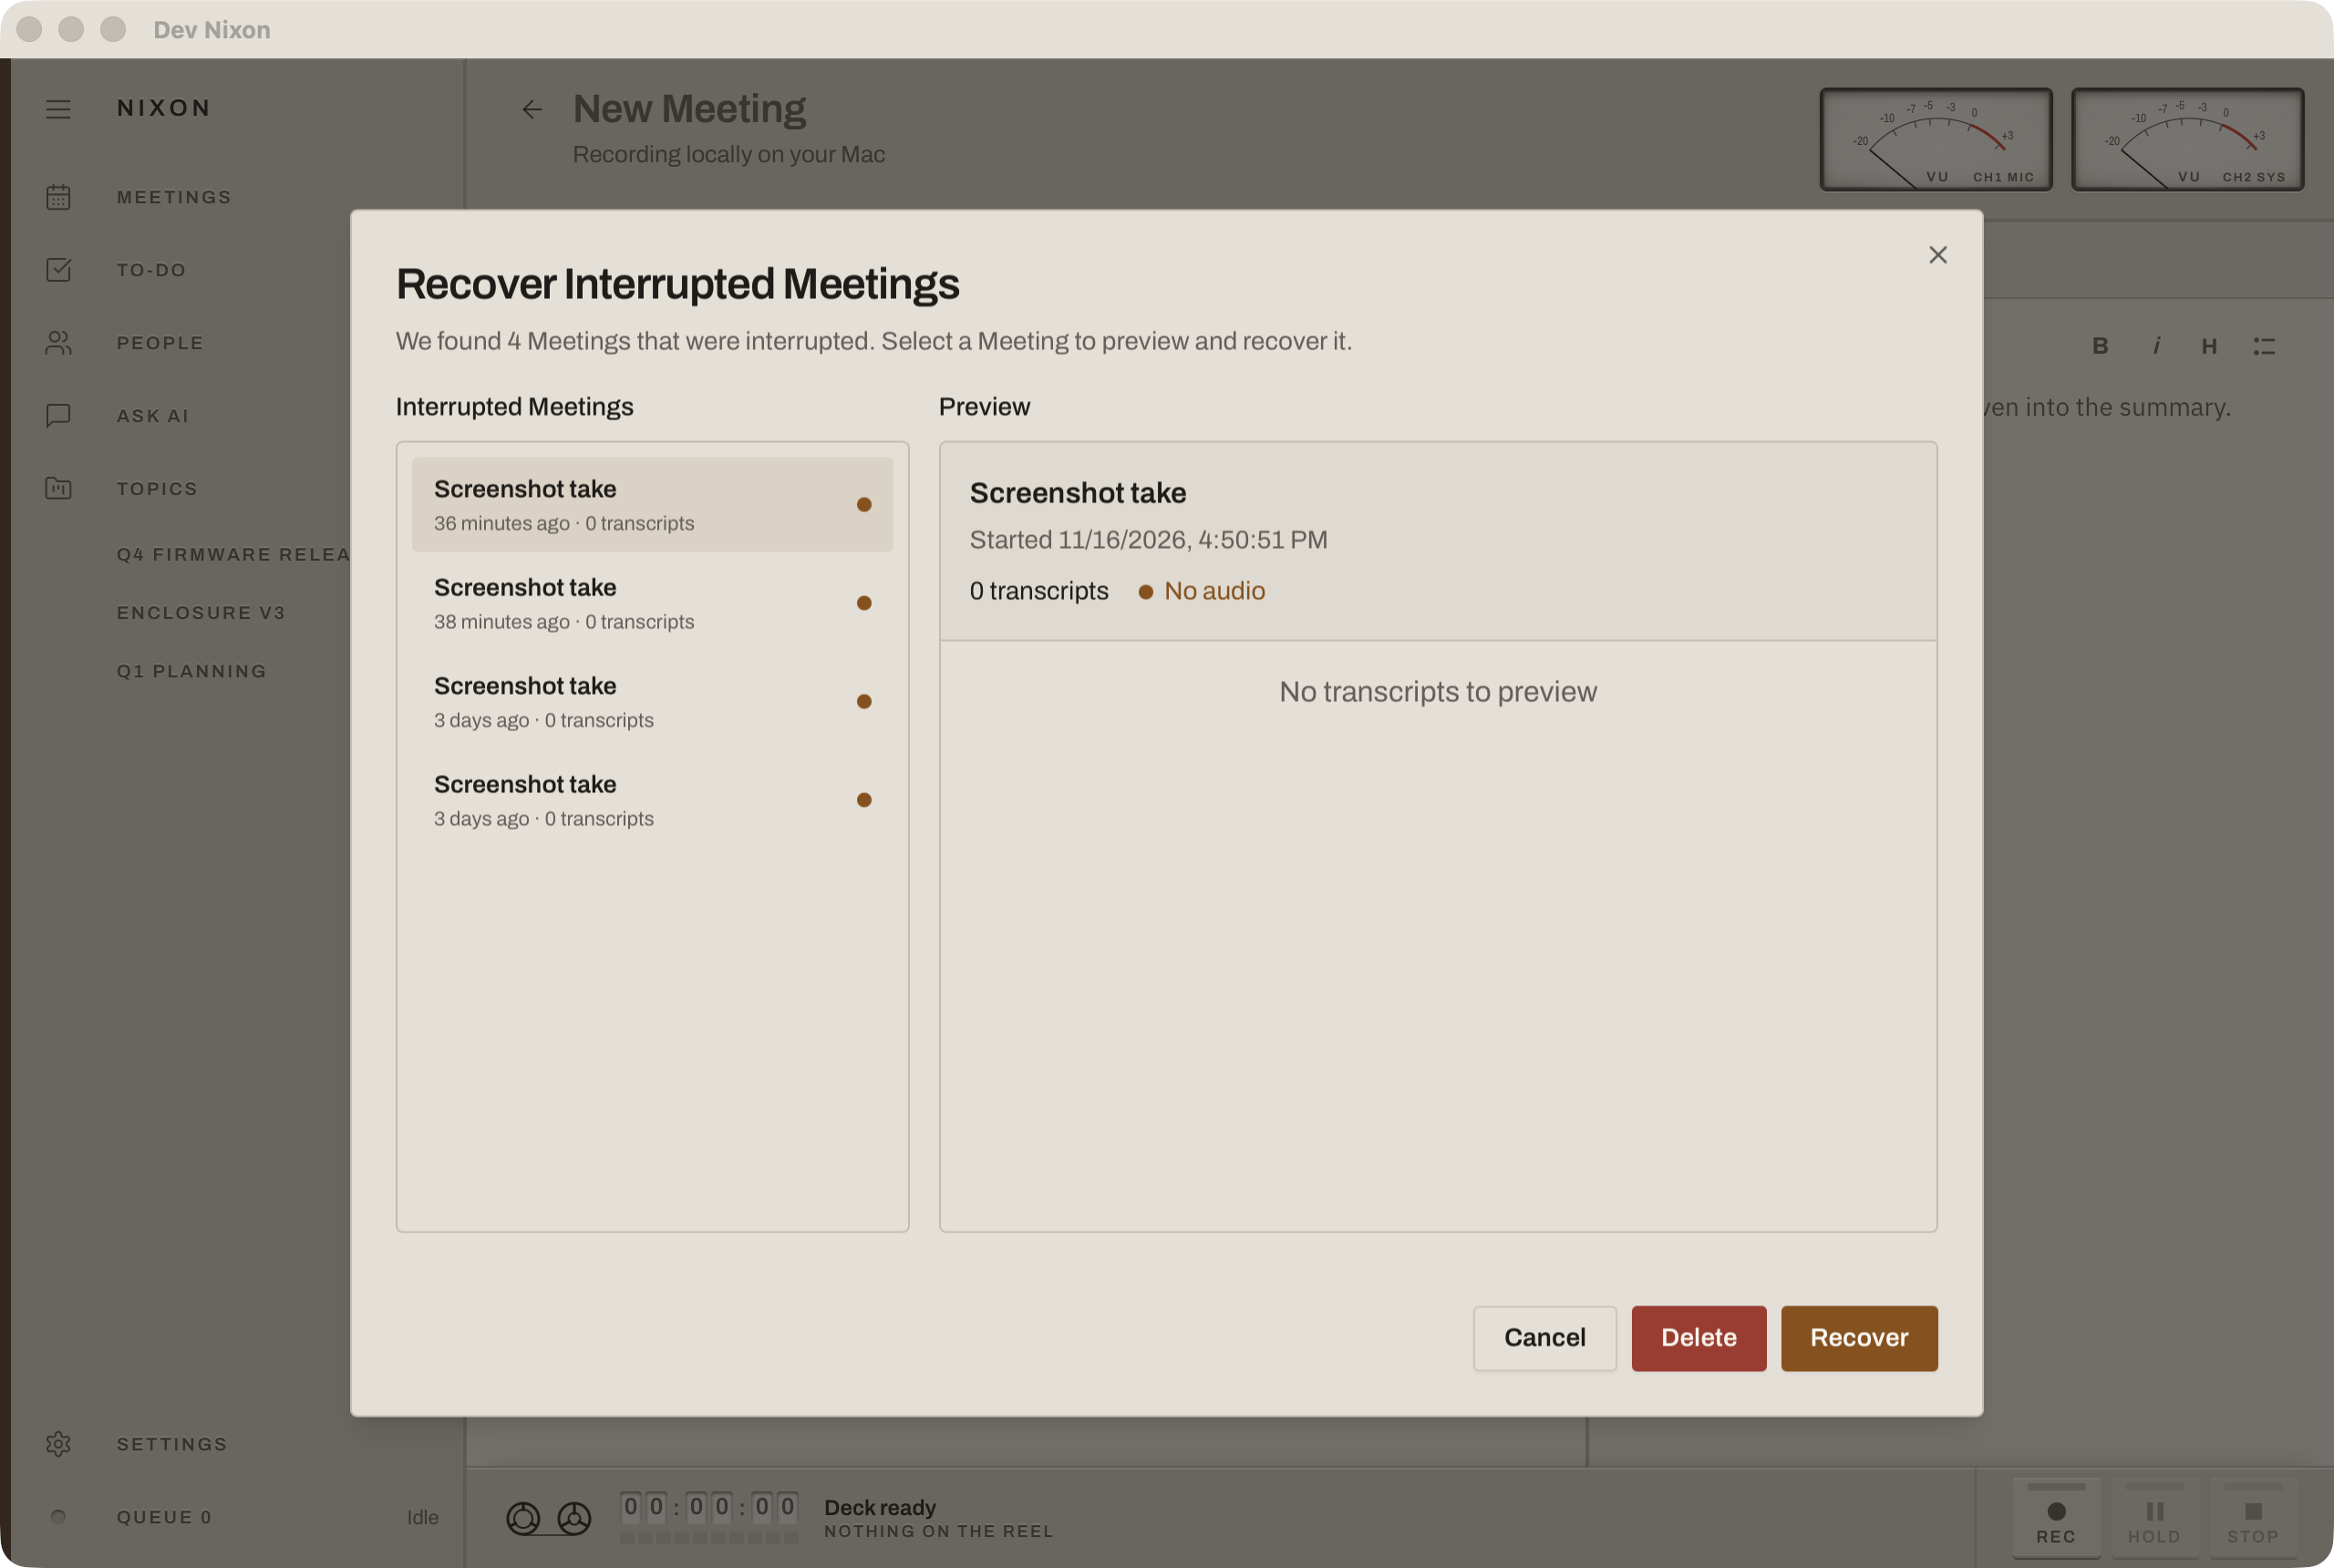 Dev Nixon
NIXON
MEETINGS
TO-DO
PEOPLE
ASK AI
TOPICS
Q4 FIRMWARE RELEA
ENCLOSURE V3
Q1 PLANNING
SETTINGS
QUEUE 0 Idle
New Meeting
Recording locally on your Mac
-20 -10 -7 -5 -3 0 +3
VU CH1 MIC
-20 -10 -7 -5 -3 0 +3
VU CH2 SYS
B i H
ven into the summary.
Recover Interrupted Meetings
We found 4 Meetings that were interrupted. Select a Meeting to preview and recover it.
Interrupted Meetings
Screenshot take
36 minutes ago · 0 transcripts
Screenshot take
38 minutes ago · 0 transcripts
Screenshot take
3 days ago · 0 transcripts
Screenshot take
3 days ago · 0 transcripts
Preview
Screenshot take
Started 11/16/2026, 4:50:51 PM
0 transcripts No audio
No transcripts to preview
Cancel Delete Recover
00:00:00
Deck ready
NOTHING ON THE REEL
REC HOLD STOP